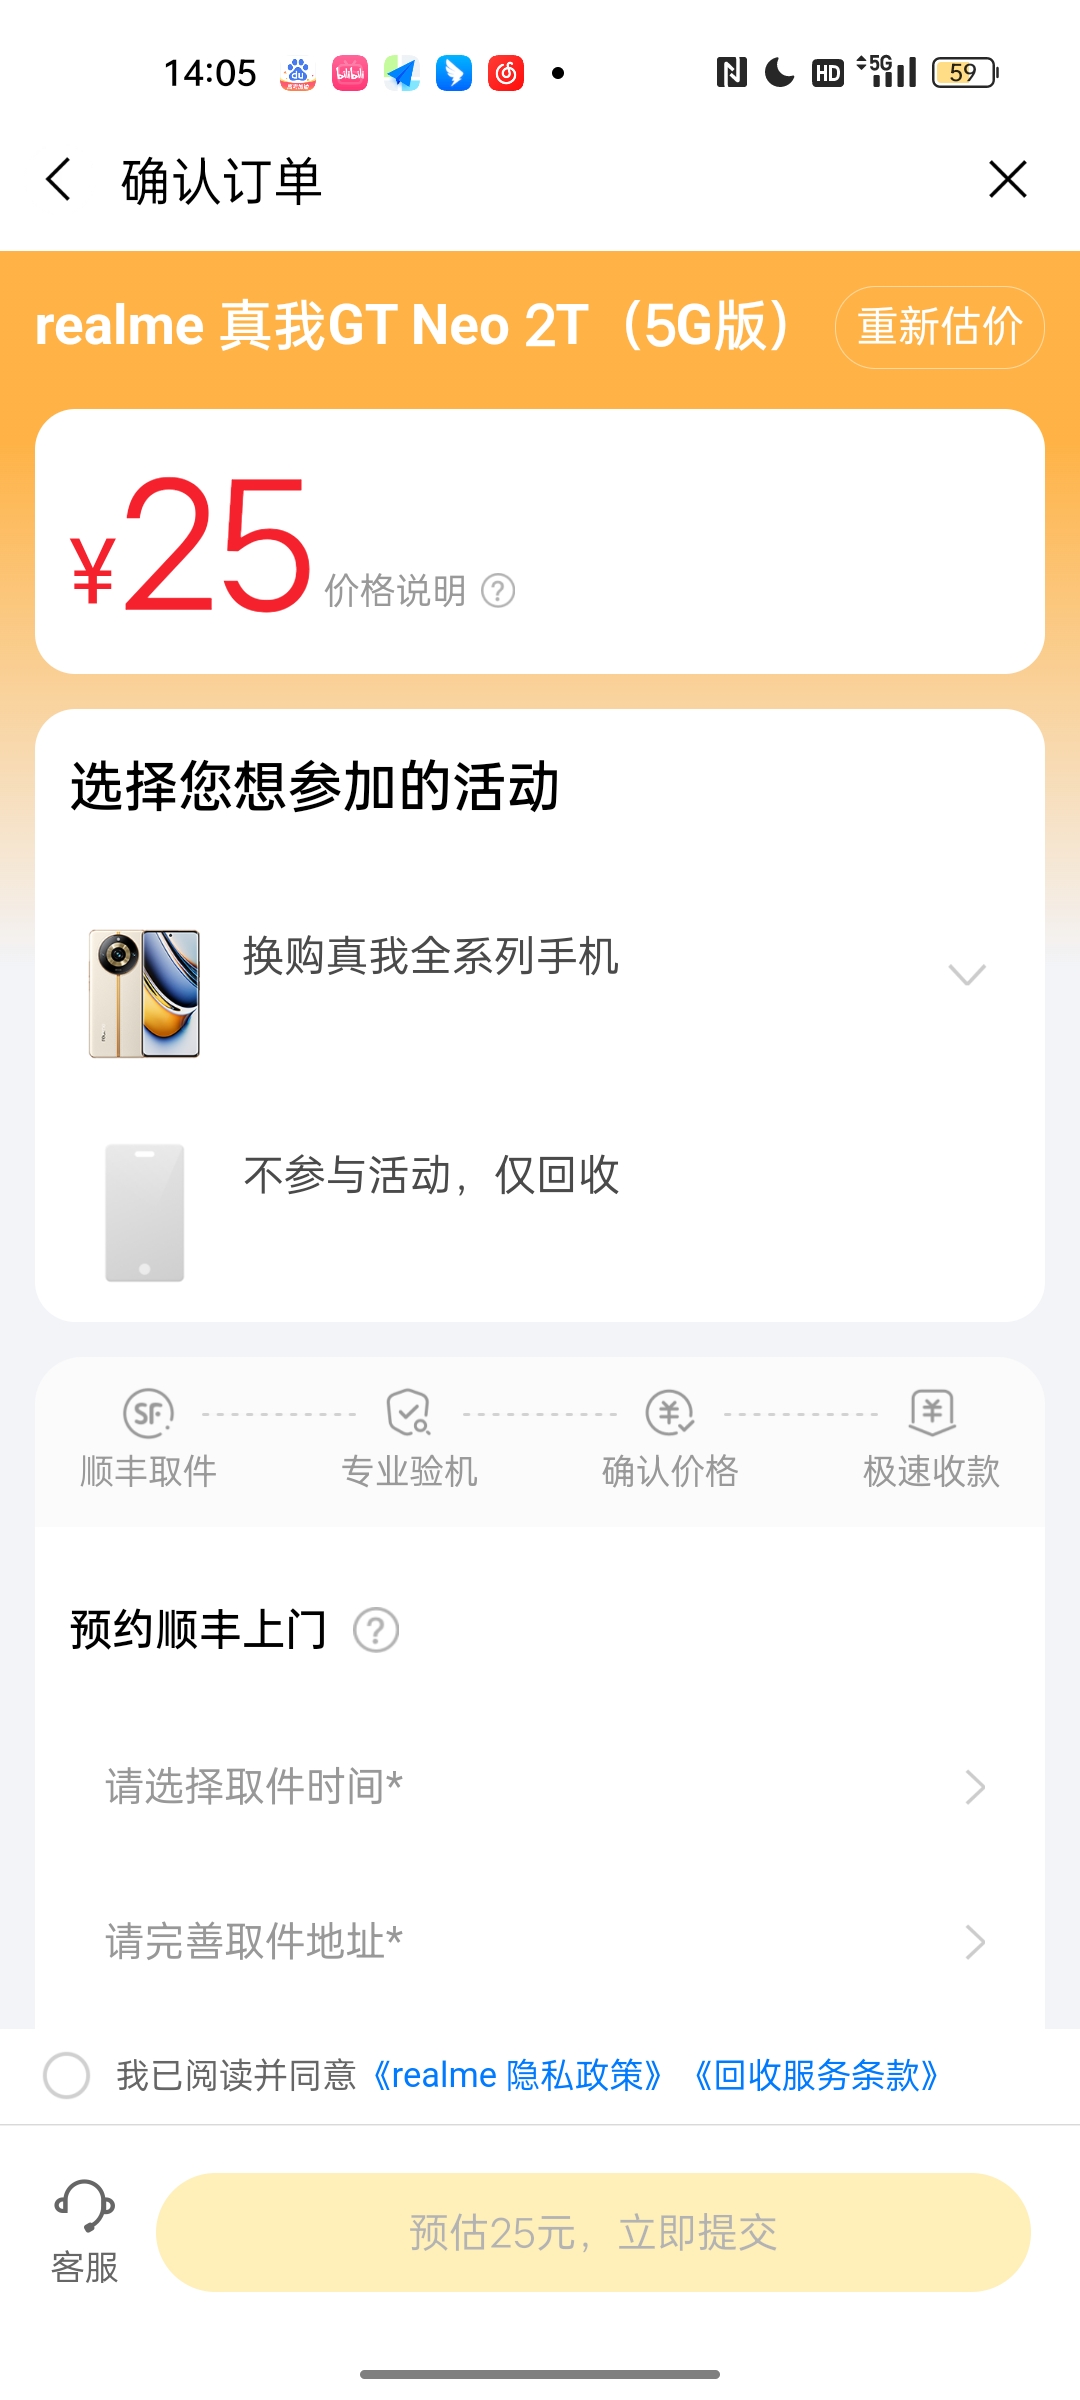 14:05
HD 5G 59
确认订单
realme 真我GT Neo 2T（5G版）
重新估价
¥25 价格说明 ?
选择您想参加的活动
换购真我全系列手机
不参与活动，仅回收
顺丰取件 专业验机 确认价格 极速收款
预约顺丰上门 ?
请选择取件时间*
请完善取件地址*
我已阅读并同意《realme 隐私政策》《回收服务条款》
客服
预估25元，立即提交